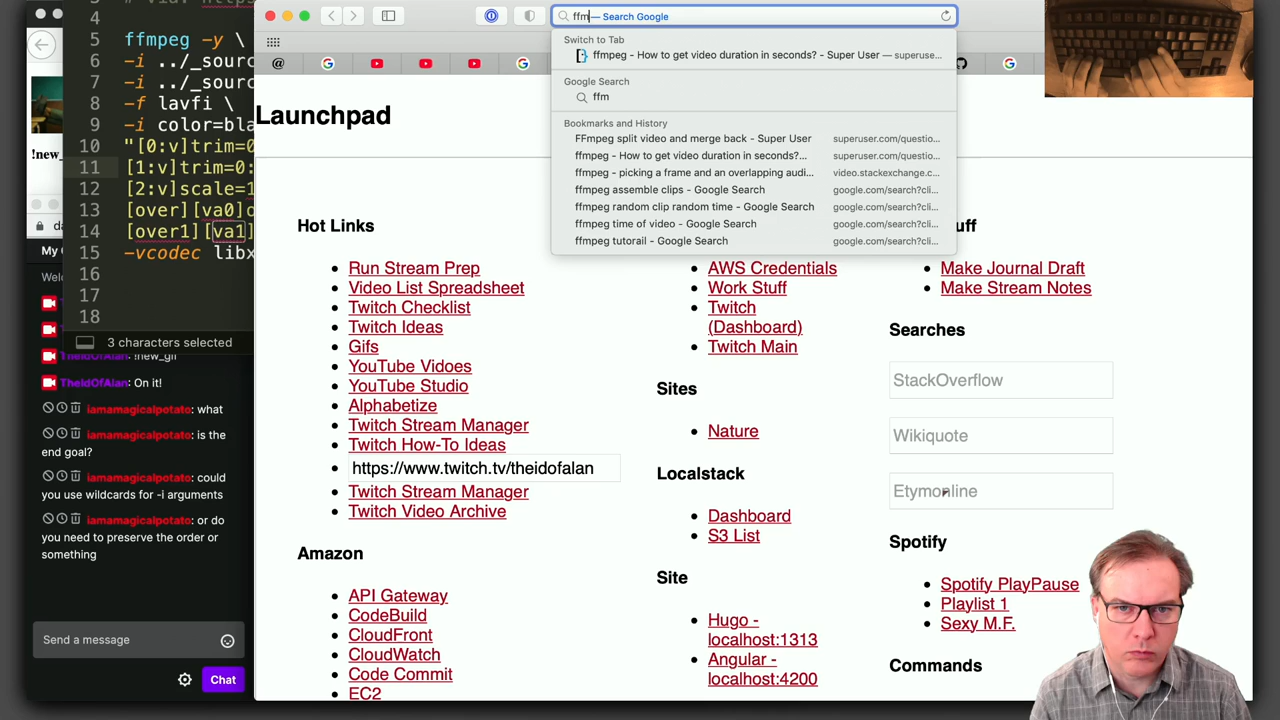 3
# via: https
4
5 ffmpeg -y \
6 -i ../_sourc
7 -i ../_sourc
8 -f lavfi \
9 -i color=bla
10 "[0:v]trim=0
11 [1:v]trim=0:
12 [2:v]scale=1
13 [over][va0]o
14 [over1][va1]
15 -vcodec libx
16
17
18
3 characters selected
!new_
da
My C
Welc
TheIdOfAlan: !new_gif
TheIdOfAlan: On it!
iamamagicalpotato: what
iamamagicalpotato: is the
end goal?
iamamagicalpotato: could
you use wildcards for -i arguments
iamamagicalpotato: or do
you need to preserve the order or
something
Send a message
Chat
ffm — Search Google
Switch to Tab
ffmpeg - How to get video duration in seconds? - Super User — superuse...
Google Search
ffm
Bookmarks and History
FFmpeg split video and merge back - Super User superuser.com/questio...
ffmpeg - How to get video duration in seconds?... superuser.com/questio...
ffmpeg - picking a frame and an overlapping audi... video.stackexchange.c...
ffmpeg assemble clips - Google Search google.com/search?cli...
ffmpeg random clip random time - Google Search google.com/search?cli...
ffmpeg time of video - Google Search google.com/search?cli...
ffmpeg tutorail - Google Search google.com/search?cli...
Launchpad
Hot Links
Run Stream Prep
Video List Spreadsheet
Twitch Checklist
Twitch Ideas
Gifs
YouTube Vidoes
YouTube Studio
Alphabetize
Twitch Stream Manager
Twitch How-To Ideas
https://www.twitch.tv/theidofalan
Twitch Stream Manager
Twitch Video Archive
Amazon
API Gateway
CodeBuild
CloudFront
CloudWatch
Code Commit
EC2
AWS Credentials
Work Stuff
Twitch
(Dashboard)
Twitch Main
Sites
Nature
Localstack
Dashboard
S3 List
Site
Hugo -
localhost:1313
Angular -
localhost:4200
uff
Make Journal Draft
Make Stream Notes
Searches
StackOverflow
Wikiquote
Etymonline
Spotify
Spotify PlayPause
Playlist 1
Sexy M.F.
Commands